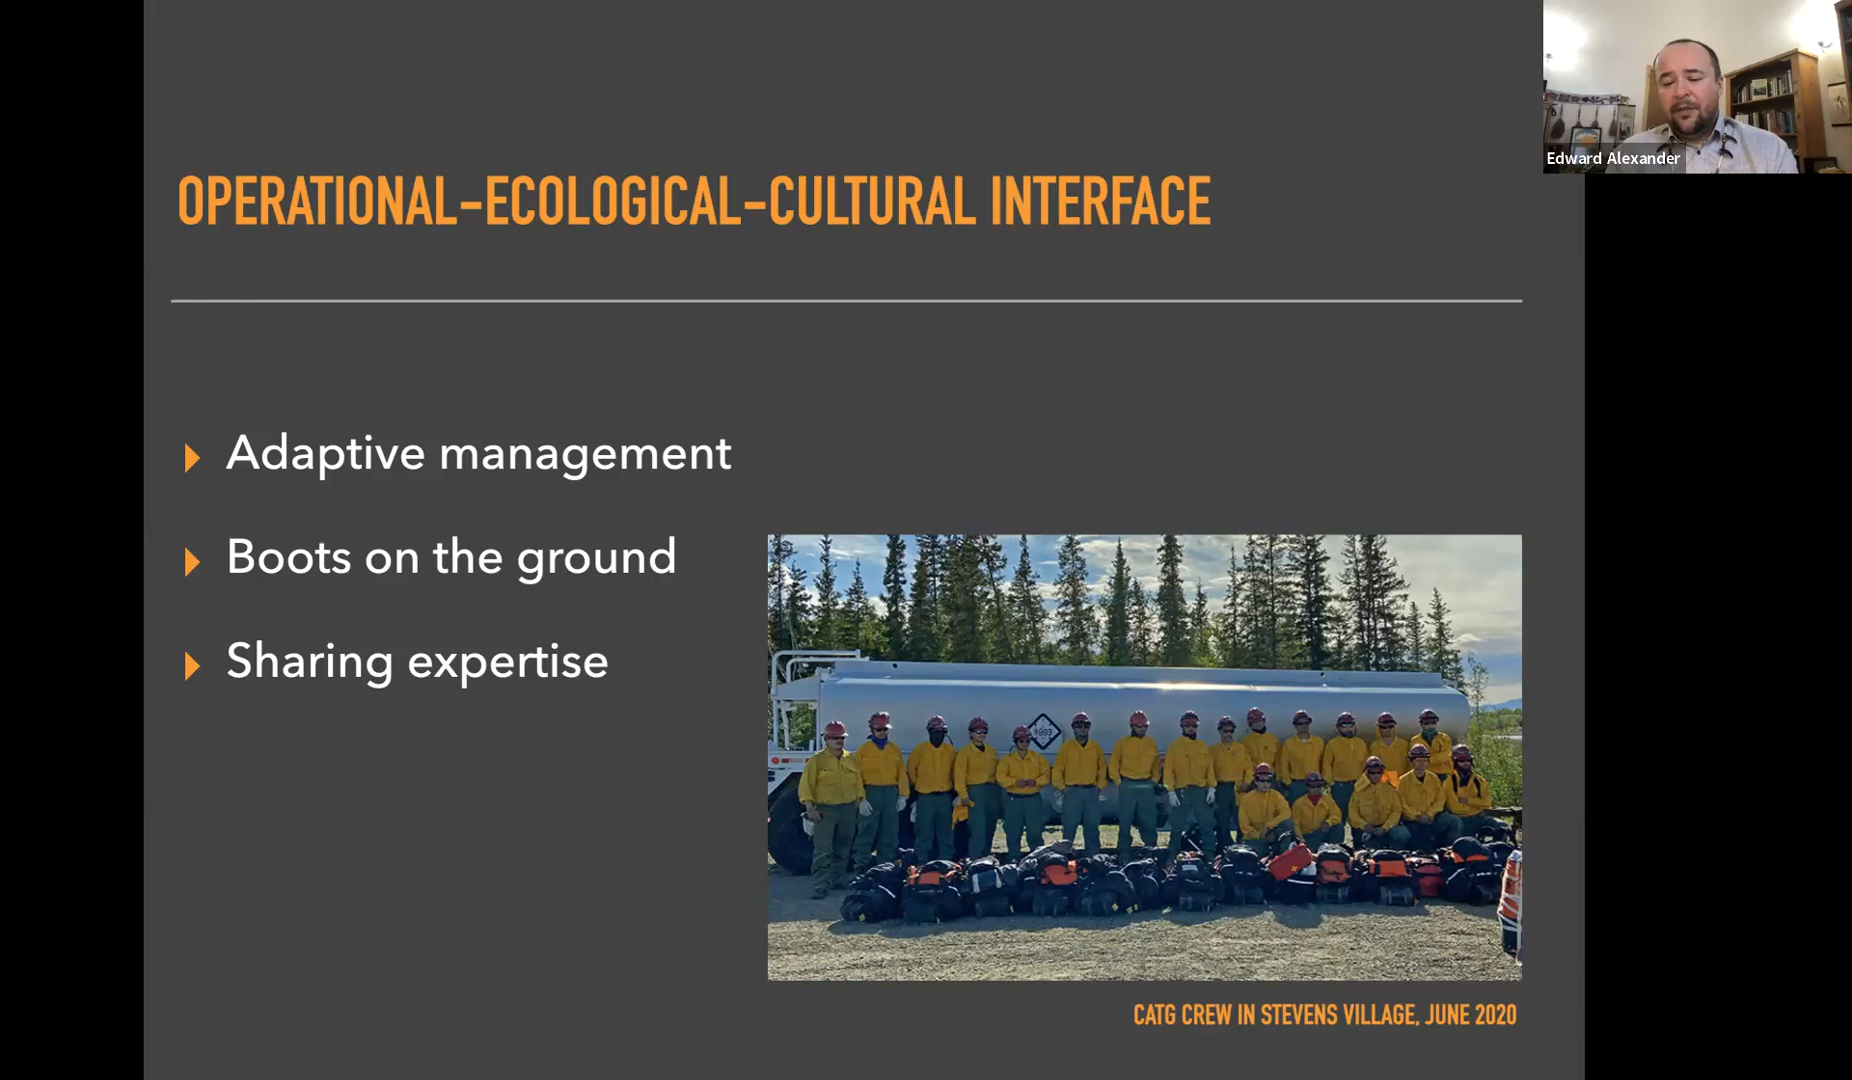 OPERATIONAL-ECOLOGICAL-CULTURAL INTERFACE
Edward Alexander
Adaptive management
Boots on the ground
Sharing expertise
1993
CATG CREW IN STEVENS VILLAGE, JUNE 2020